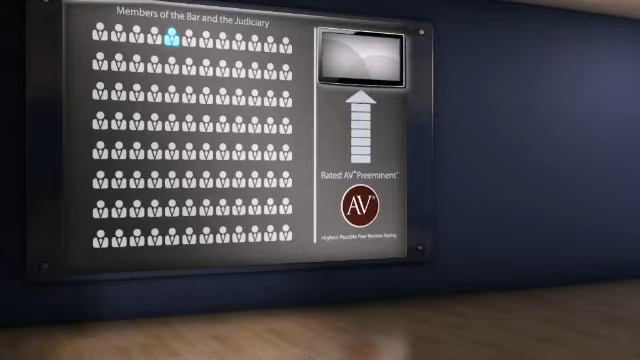 Members of the Bar and the Judiciary
Rated AV® Preeminent™
AV®
Highest Possible Peer Review Rating